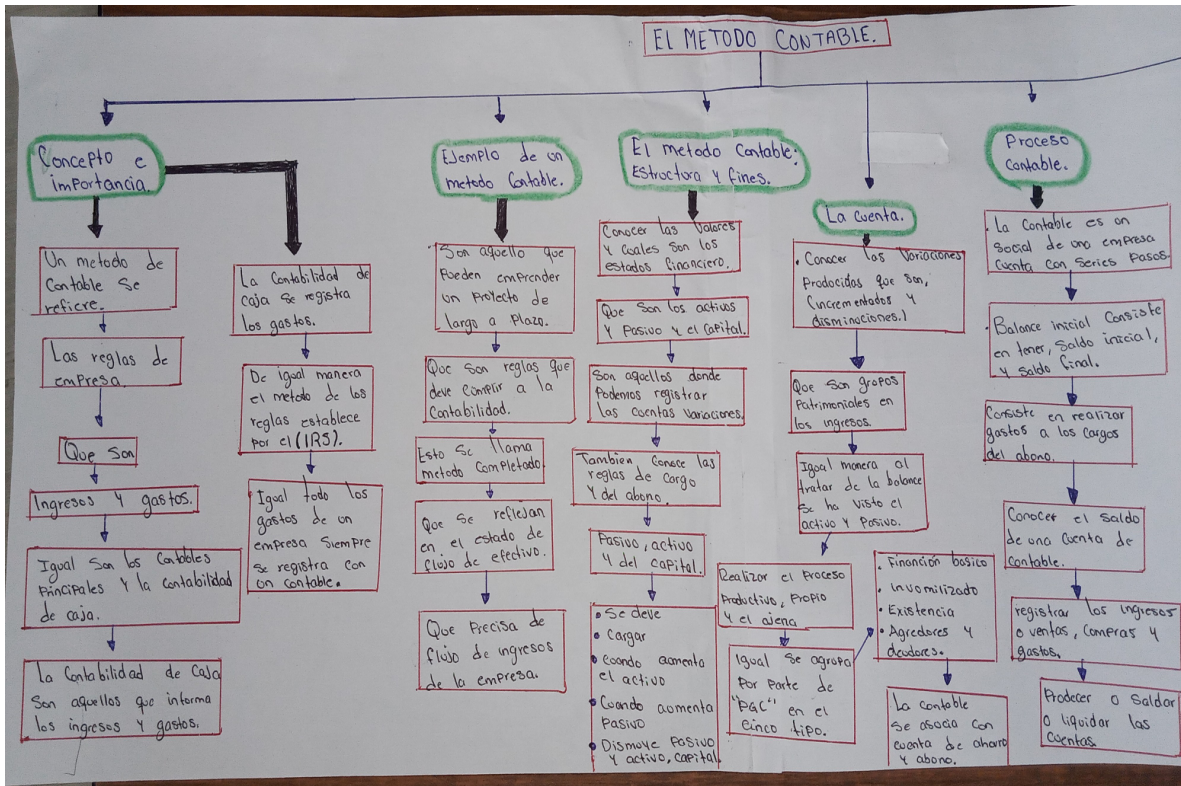 EL METODO CONTABLE.
Concepto e
importancia.
Un metodo de
Contable Se
refiere.
Las reglas de
empresa.
Que Son
Ingresos y gastos.
Igual Son los Contables
Principales Y la contabilidad
de caja.
La Contabilidad de Caja
Son aquellos que informa
los ingresos Y gastos.
La Contabilidad de
Caja Se registra
los gastos.
De igual manera
el metodo de los
reglas establece
por el (IRS).
Igual todo los
gastos de un
empresa Siempre
Se registra con
un contable.
Ejemplo de un
metodo Contable.
Son aquello que
Pueden emprender
un Proyecto de
largo a Plazo.
Que Son reglas que
deve Cumplir a la
Contabilidad.
Esto Se llama
metodo Completado.
Que Se reflejan
en el estado de
flujo de efectivo.
Que Precisa de
flujo de ingresos
de la empresa.
El metodo Contable:
Estructura y fines.
Conocer las Valores
y cuales son los
estados financiero.
Que Son los activos
y Pasivo y el Capital.
Son aquellos donde
Podemos registrar
las cuentas Variaciones.
Tambien Conoce las
reglas de cargo
y del abono.
Pasivo, activo
y del capital.
• Se deve
• Cargar
• Cuando aumenta
el activo
• Cuando aumenta
Pasivo
• Dismuye Pasivo
y activo, capital.
La Cuenta.
• Conocer las Variaciones
Producidas que son,
(incrementados y
disminuciones.)
Que Son grupos
Patrimoniales en
los ingresos.
Igual manera al
tratar de la balance
Se ha Visto el
activo y Pasivo.
Realizar el Proceso
Productivo, Propio
y el ajena
Igual Se agrupa
Por Parte de
"PGC" en el
Cinco tipo.
• Financión basico
• Invomilizado
• Existencia
• Agredores y
deudores.
La contable
se asocia con
cuenta de ahorro
y abono.
Proceso
Contable.
• La Contable es un
Social de una empresa
Cuenta con Series Pasos.
• Balance inicial Consiste
en tener, Saldo inicial,
y Saldo final.
Consiste en realizar
gastos a los cargos
del abono.
Conocer el Saldo
de una Cuenta de
contable.
registrar los ingresos
o ventas, compras y
gastos.
Prodecer o Saldar
o liquidar las
Cuentas.